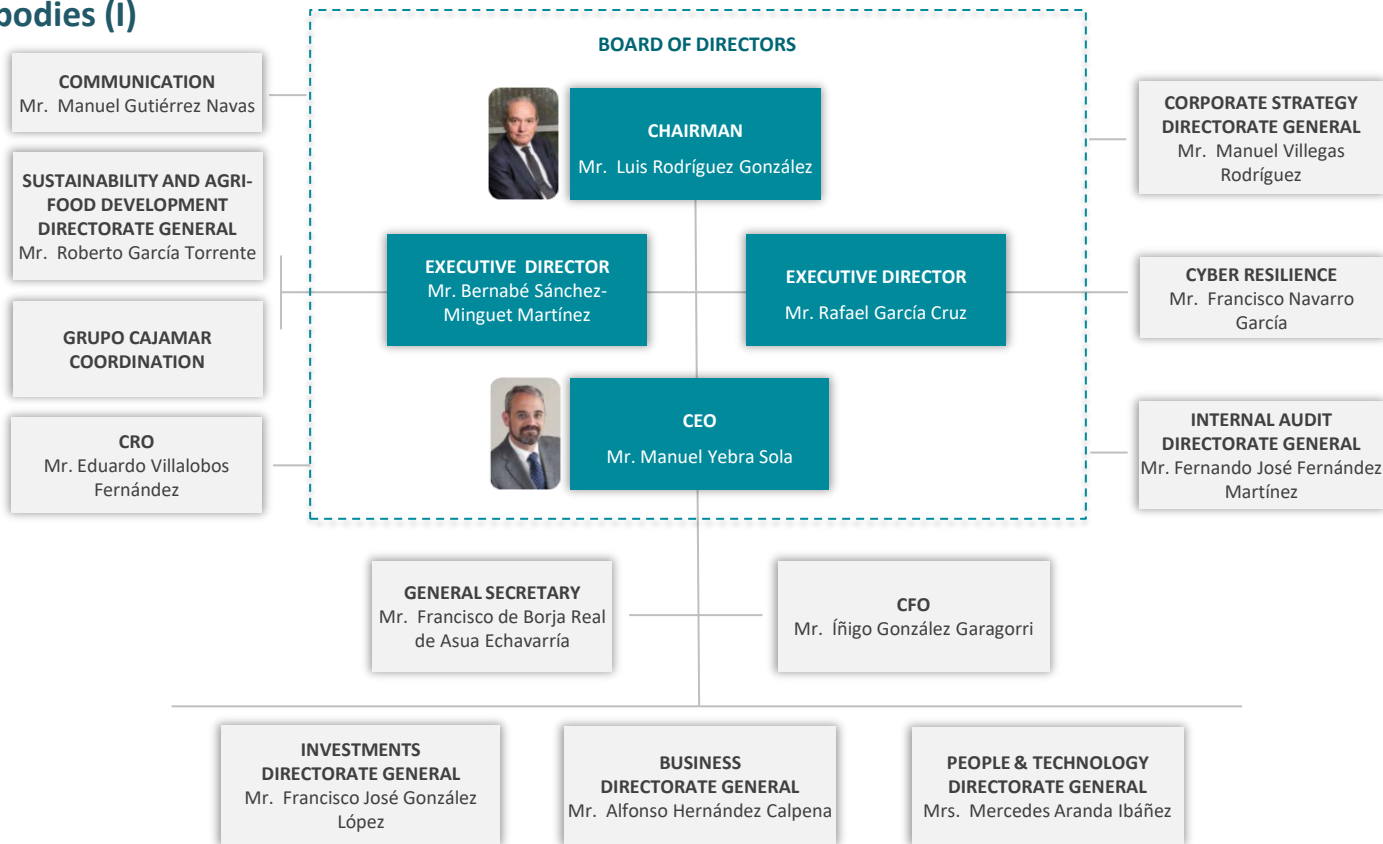 bodies (I)
BOARD OF DIRECTORS
COMMUNICATION
Mr. Manuel Gutiérrez Navas
SUSTAINABILITY AND AGRI-
FOOD DEVELOPMENT
DIRECTORATE GENERAL
Mr. Roberto García Torrente
GRUPO CAJAMAR
COORDINATION
CRO
Mr. Eduardo Villalobos
Fernández
CHAIRMAN
Mr. Luis Rodríguez González
EXECUTIVE DIRECTOR
Mr. Bernabé Sánchez-
Minguet Martínez
EXECUTIVE DIRECTOR
Mr. Rafael García Cruz
CEO
Mr. Manuel Yebra Sola
CORPORATE STRATEGY
DIRECTORATE GENERAL
Mr. Manuel Villegas
Rodríguez
CYBER RESILIENCE
Mr. Francisco Navarro
García
INTERNAL AUDIT
DIRECTORATE GENERAL
Mr. Fernando José Fernández
Martínez
GENERAL SECRETARY
Mr. Francisco de Borja Real
de Asua Echavarría
CFO
Mr. Íñigo González Garagorri
INVESTMENTS
DIRECTORATE GENERAL
Mr. Francisco José González
López
BUSINESS
DIRECTORATE GENERAL
Mr. Alfonso Hernández Calpena
PEOPLE & TECHNOLOGY
DIRECTORATE GENERAL
Mrs. Mercedes Aranda Ibáñez